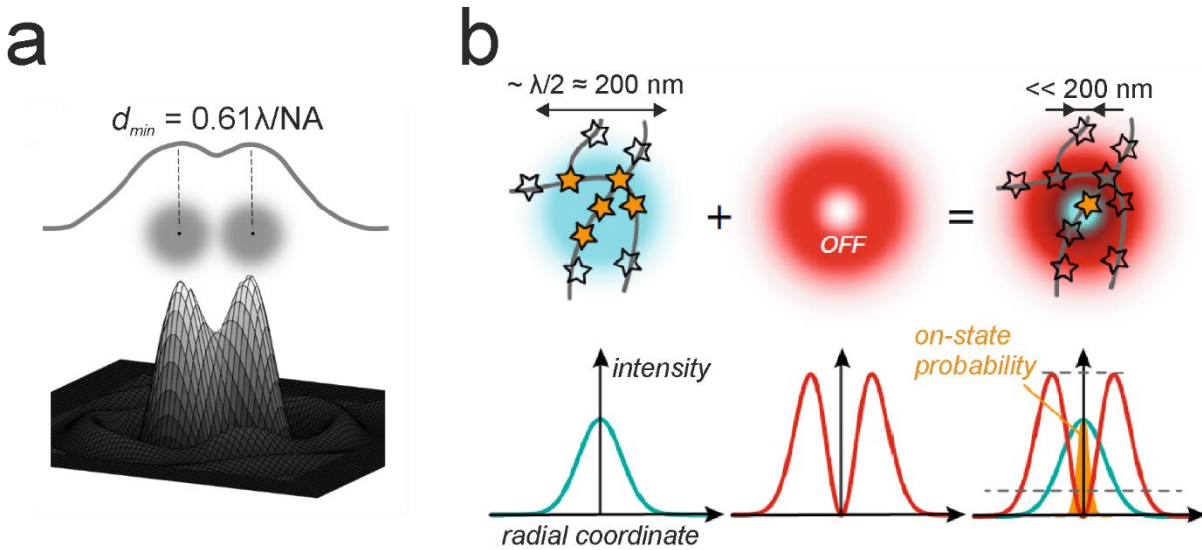 a
d_min = 0.61λ/NA
b
~ λ/2 ≈ 200 nm
<< 200 nm
+
OFF
=
intensity
on-state
probability
radial coordinate